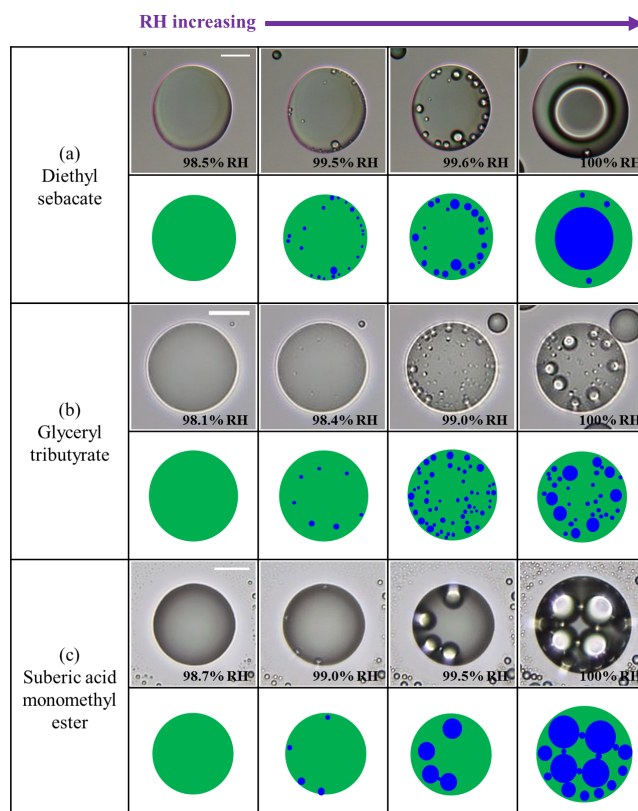 RH increasing
(a)
Diethyl
sebacate
98.5% RH
99.5% RH
99.6% RH
100% RH
(b)
Glyceryl
tributyrate
98.1% RH
98.4% RH
99.0% RH
100% RH
(c)
Suberic acid
monomethyl
ester
98.7% RH
99.0% RH
99.5% RH
100% RH